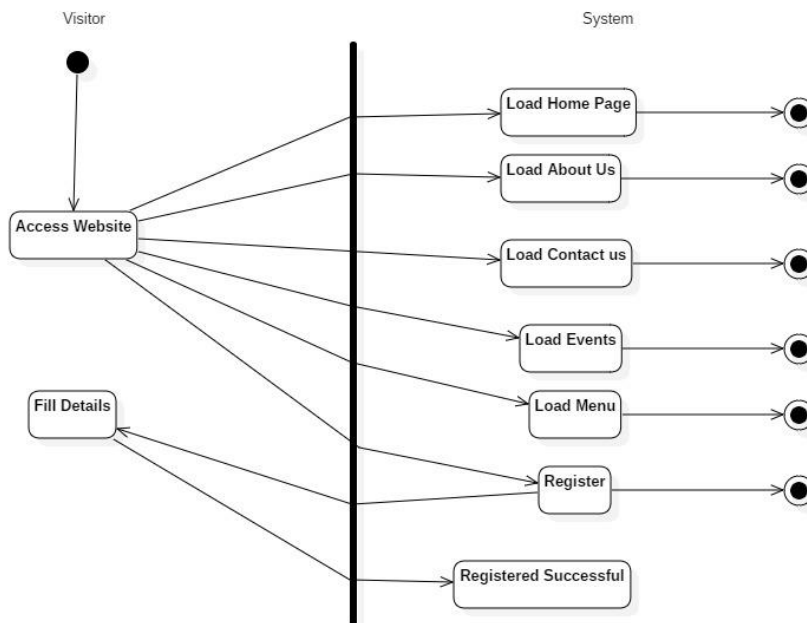 Visitor
System
Load Home Page
Load About Us
Access Website
Load Contact us
Load Events
Fill Details
Load Menu
Register
Registered Successful